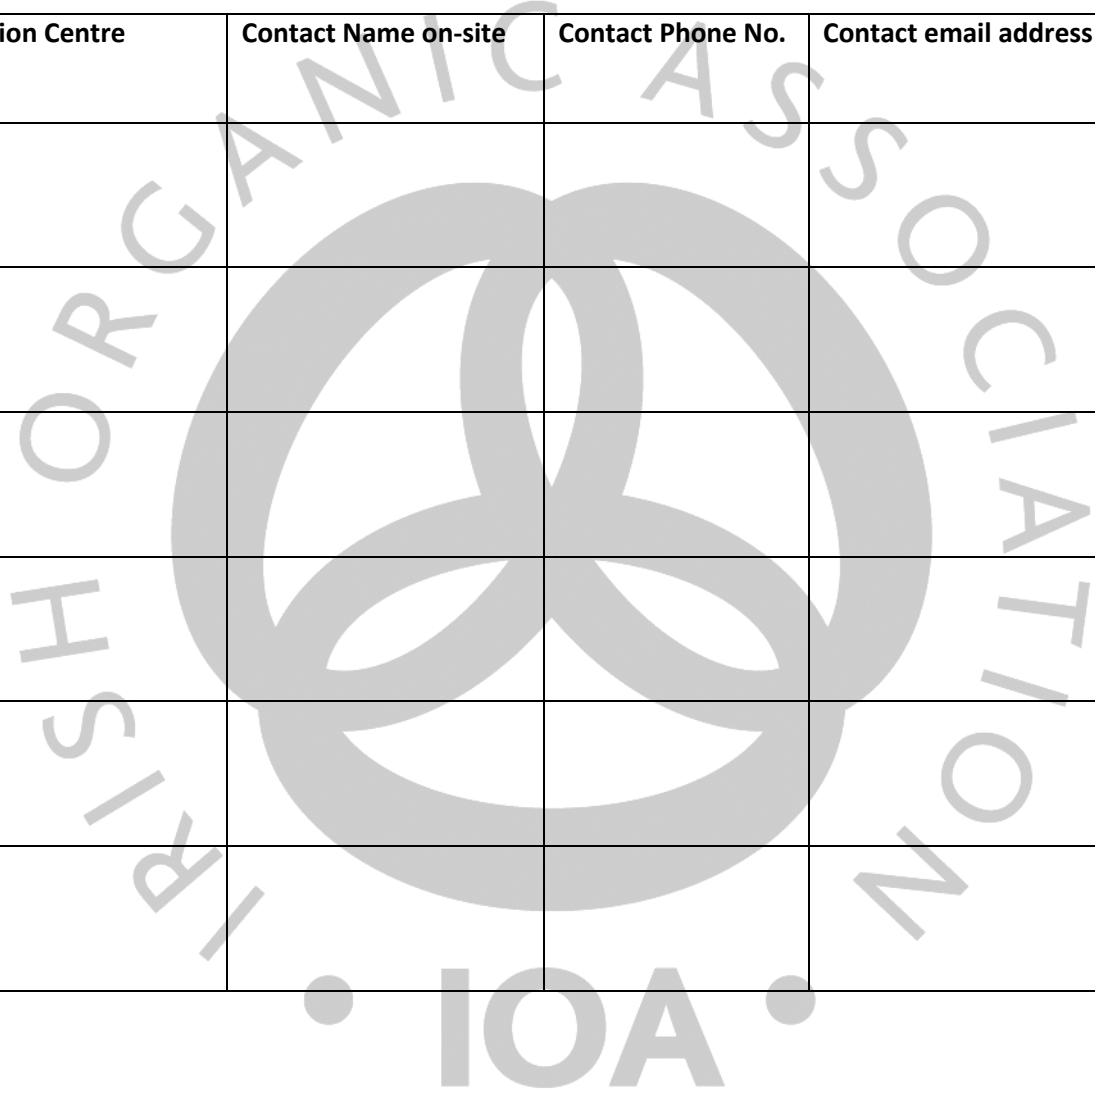 ion Centre Contact Name on-site Contact Phone No. Contact email address
IRISH ORGANIC ASSOCIATION
• IOA •